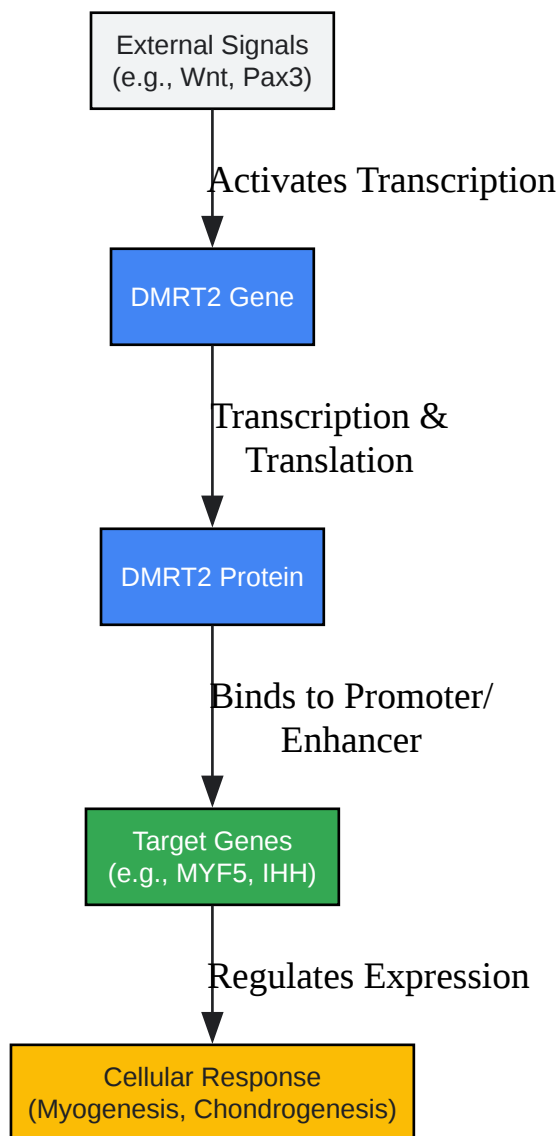 External Signals
(e.g., Wnt, Pax3)
Activates Transcription
DMRT2 Gene
Transcription &
Translation
DMRT2 Protein
Binds to Promoter/
Enhancer
Target Genes
(e.g., MYF5, IHH)
Regulates Expression
Cellular Response
(Myogenesis, Chondrogenesis)